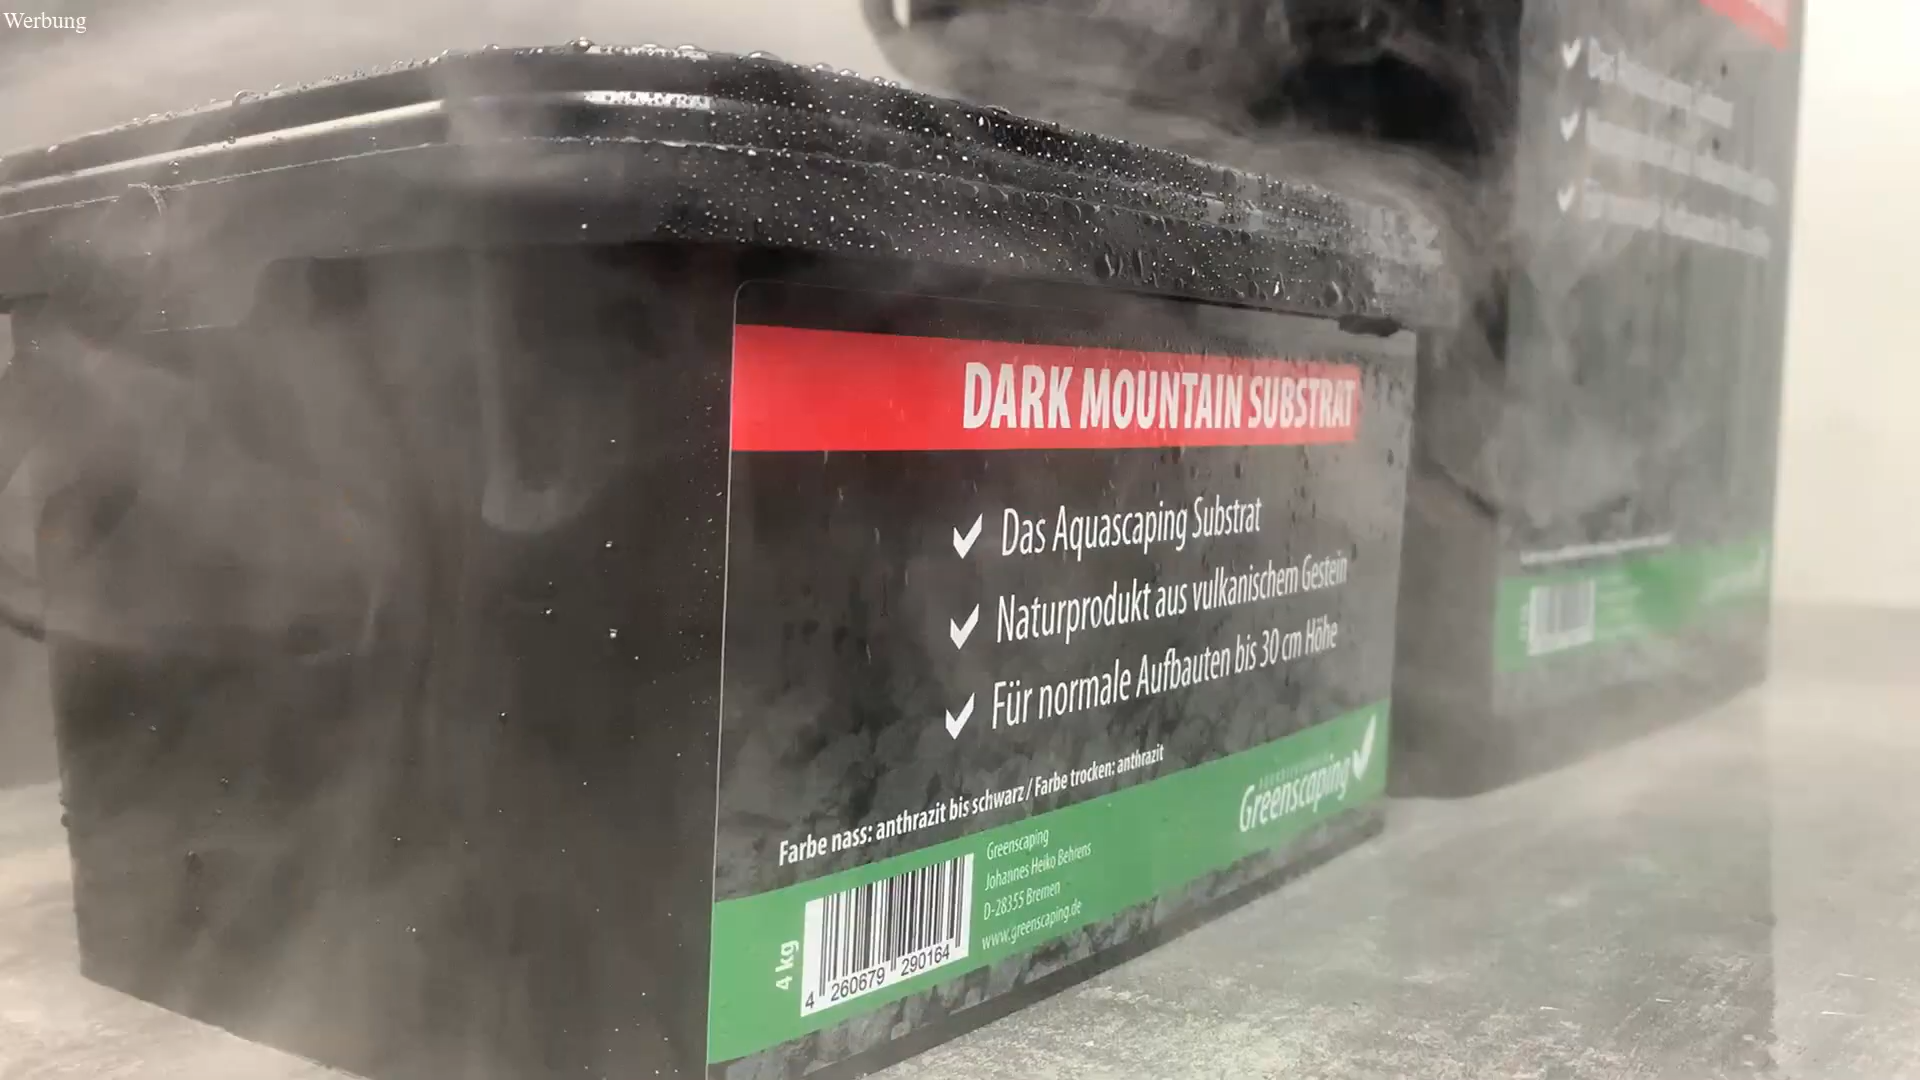 Werbung
DARK MOUNTAIN SUBSTRAT
Das Aquascaping Substrat
Naturprodukt aus vulkanischem Gestein
Für normale Aufbauten bis 30 cm Höhe
Farbe nass: anthrazit bis schwarz / Farbe trocken: anthrazit
Greenscaping
Greenscaping
Johannes Heiko Behrens
D-28355 Bremen
www.greenscaping.de
4 kg
4 260679 290164